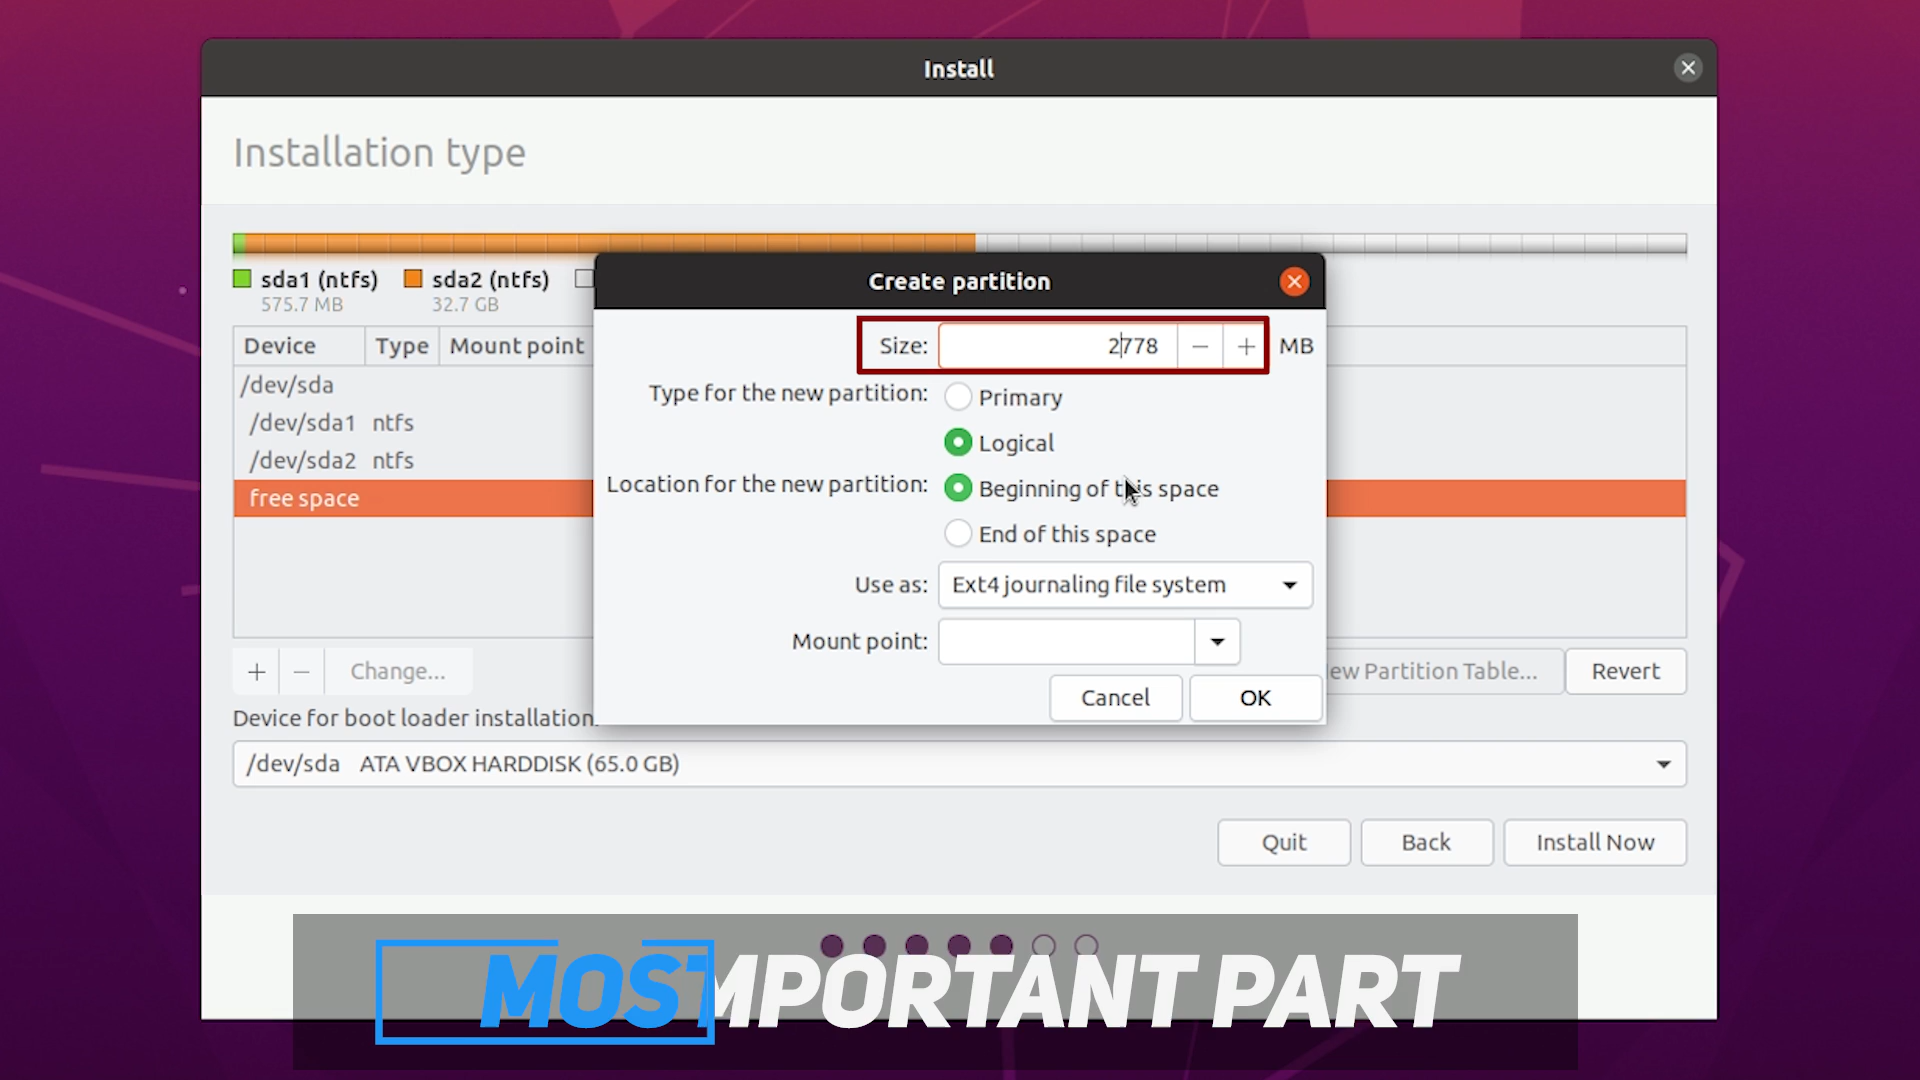 Install
Installation type
sda1 (ntfs) sda2 (ntfs)
575.7 MB 32.7 GB
Create partition
Size: 2778 MB
Device Type Mount point
Type for the new partition: Primary
/dev/sda
/dev/sda1 ntfs
Logical
/dev/sda2 ntfs
Location for the new partition: Beginning of this space
free space
End of this space
Use as: Ext4 journaling file system
Mount point:
+ − Change... ew Partition Table... Revert
Cancel OK
Device for boot loader installation:
/dev/sda ATA VBOX HARDDISK (65.0 GB)
Quit Back Install Now
MOST MPORTANT PART